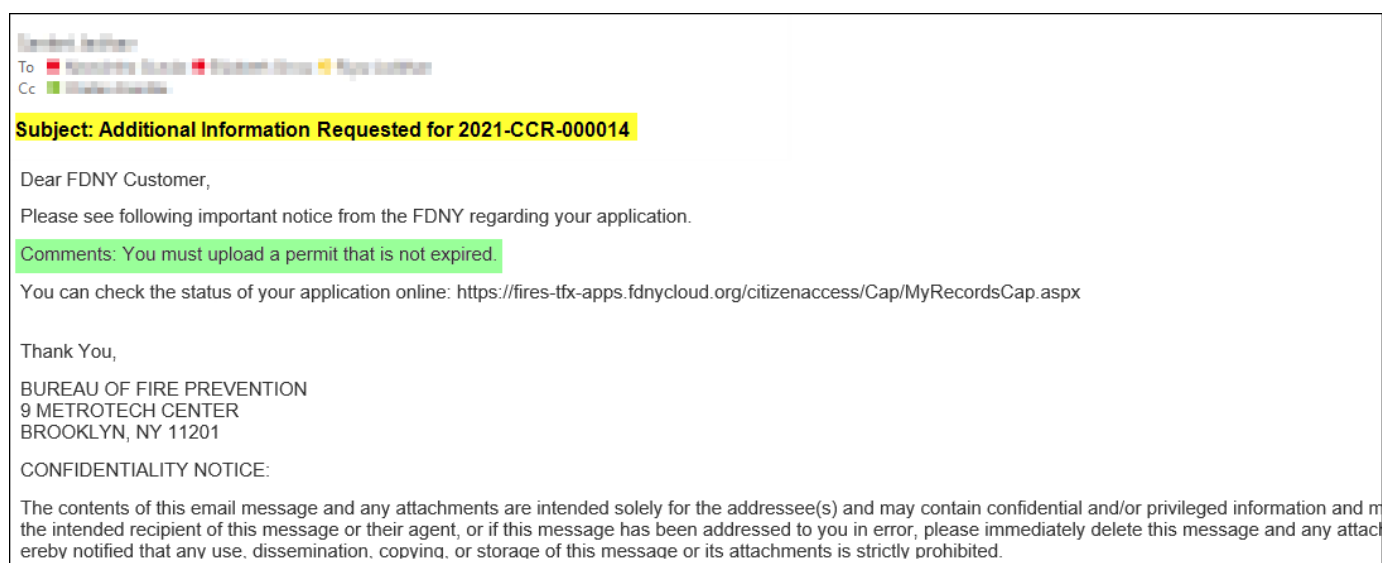 To
Cc
Subject: Additional Information Requested for 2021-CCR-000014
Dear FDNY Customer,
Please see following important notice from the FDNY regarding your application.
Comments: You must upload a permit that is not expired.
You can check the status of your application online: https://fires-tfx-apps.fdnycloud.org/citizenaccess/Cap/MyRecordsCap.aspx
Thank You,
BUREAU OF FIRE PREVENTION
9 METROTECH CENTER
BROOKLYN, NY 11201
CONFIDENTIALITY NOTICE:
The contents of this email message and any attachments are intended solely for the addressee(s) and may contain confidential and/or privileged information and
the intended recipient of this message or their agent, or if this message has been addressed to you in error, please immediately delete this message and any
ereby notified that any use, dissemination, copying, or storage of this message or its attachments is strictly prohibited.